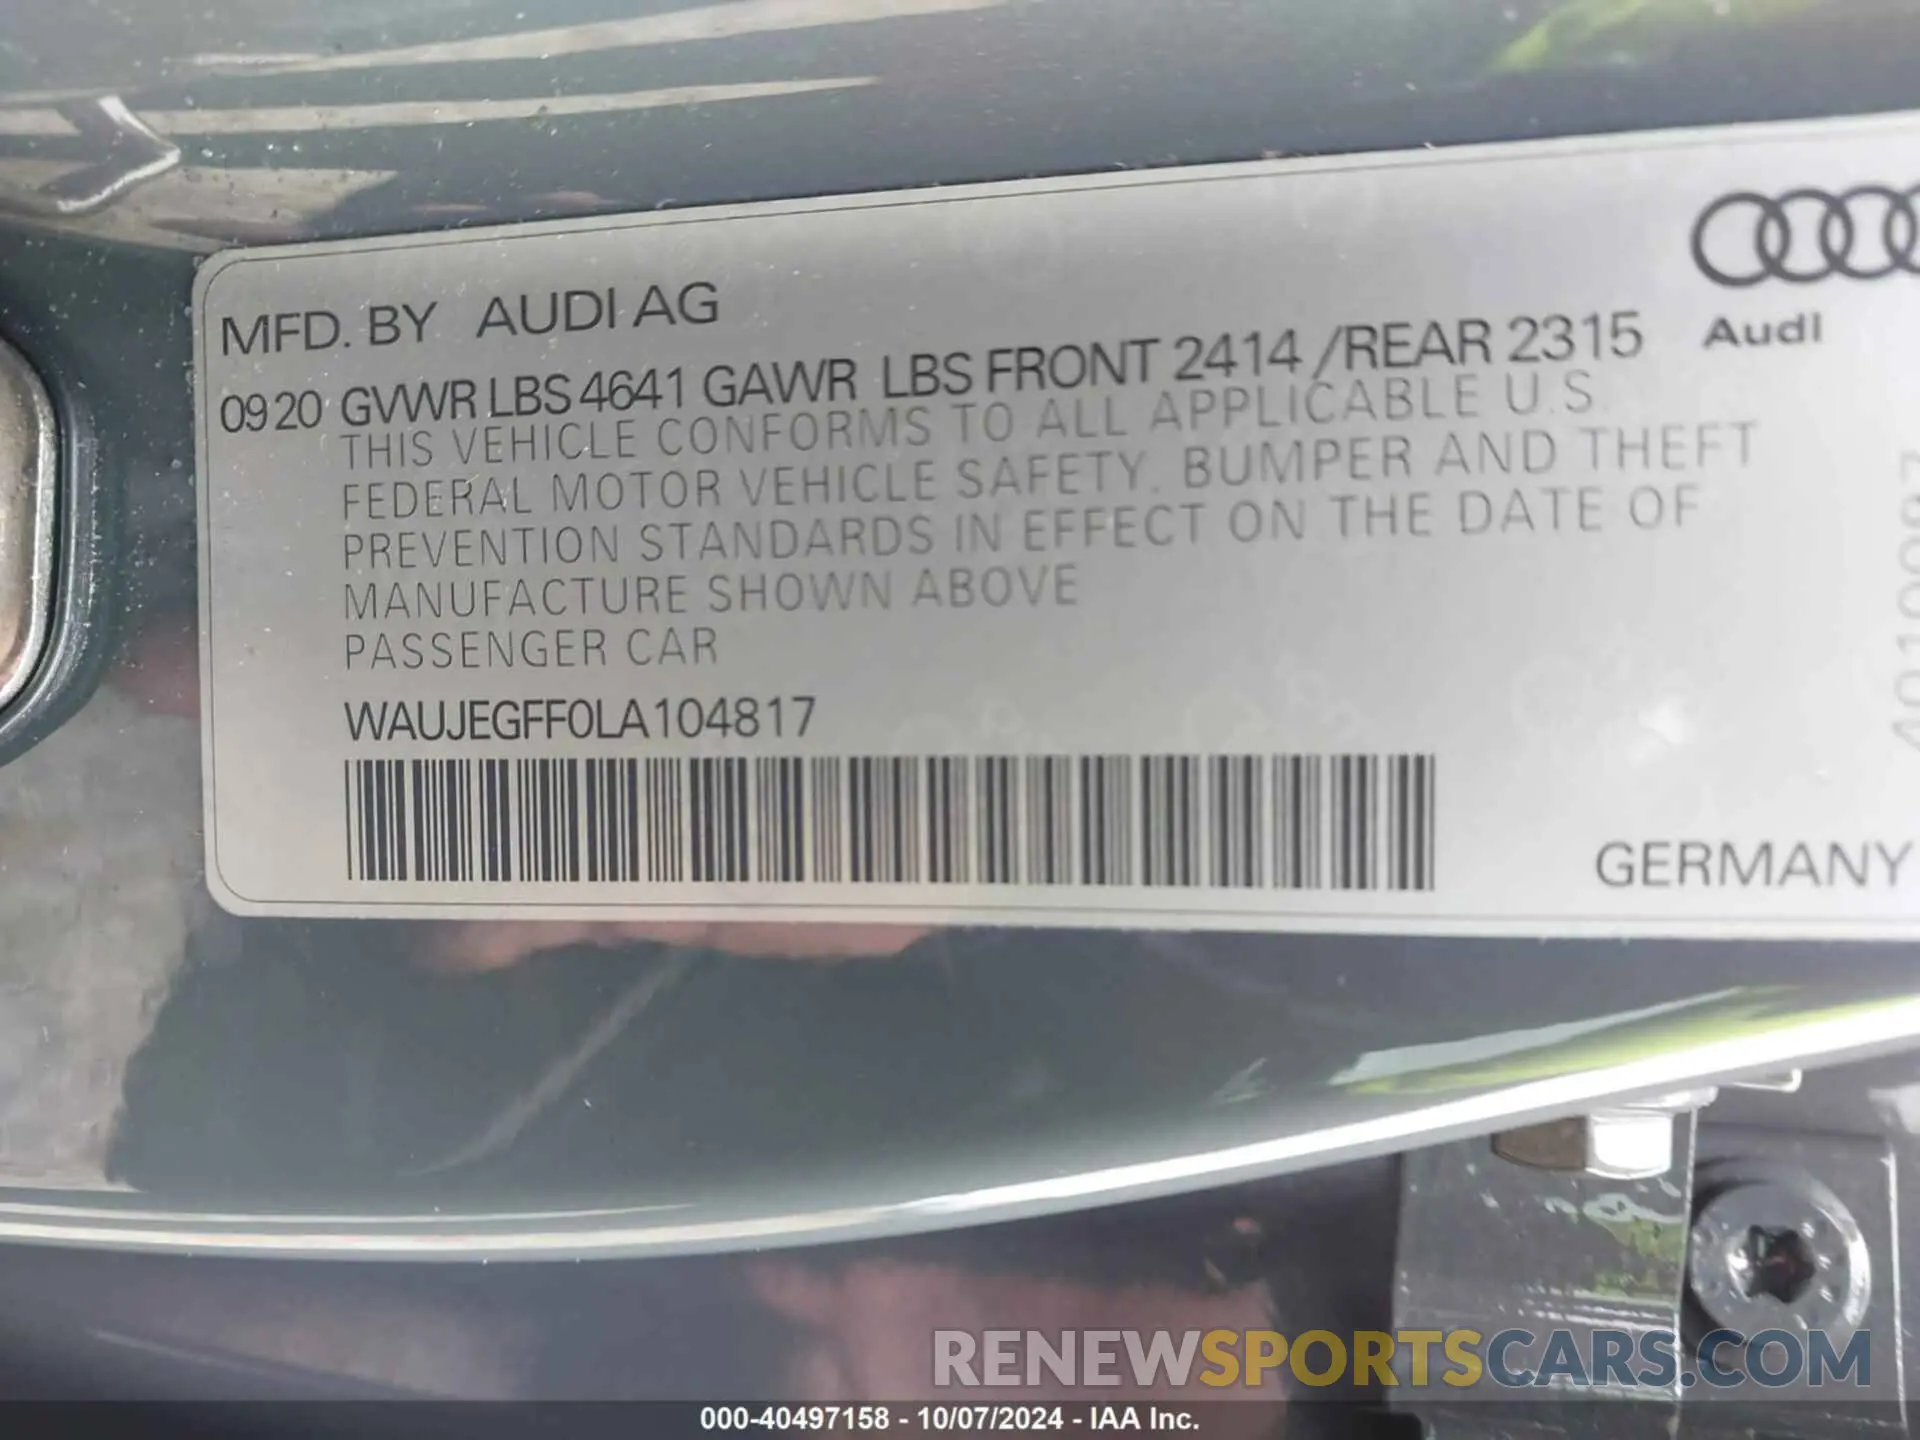 MFD. BY AUDI AG
Audi
0920 GVWR LBS 4641 GAWR LBS FRONT 2414 /REAR 2315
THIS VEHICLE CONFORMS TO ALL APPLICABLE U.S.
FEDERAL MOTOR VEHICLE SAFETY. BUMPER AND THEFT
PREVENTION STANDARDS IN EFFECT ON THE DATE OF
MANUFACTURE SHOWN ABOVE
PASSENGER CAR
WAUJEGFF0LA104817
GERMANY
RENEWSPORTSCARS.COM
000-40497158 - 10/07/2024 - IAA Inc.